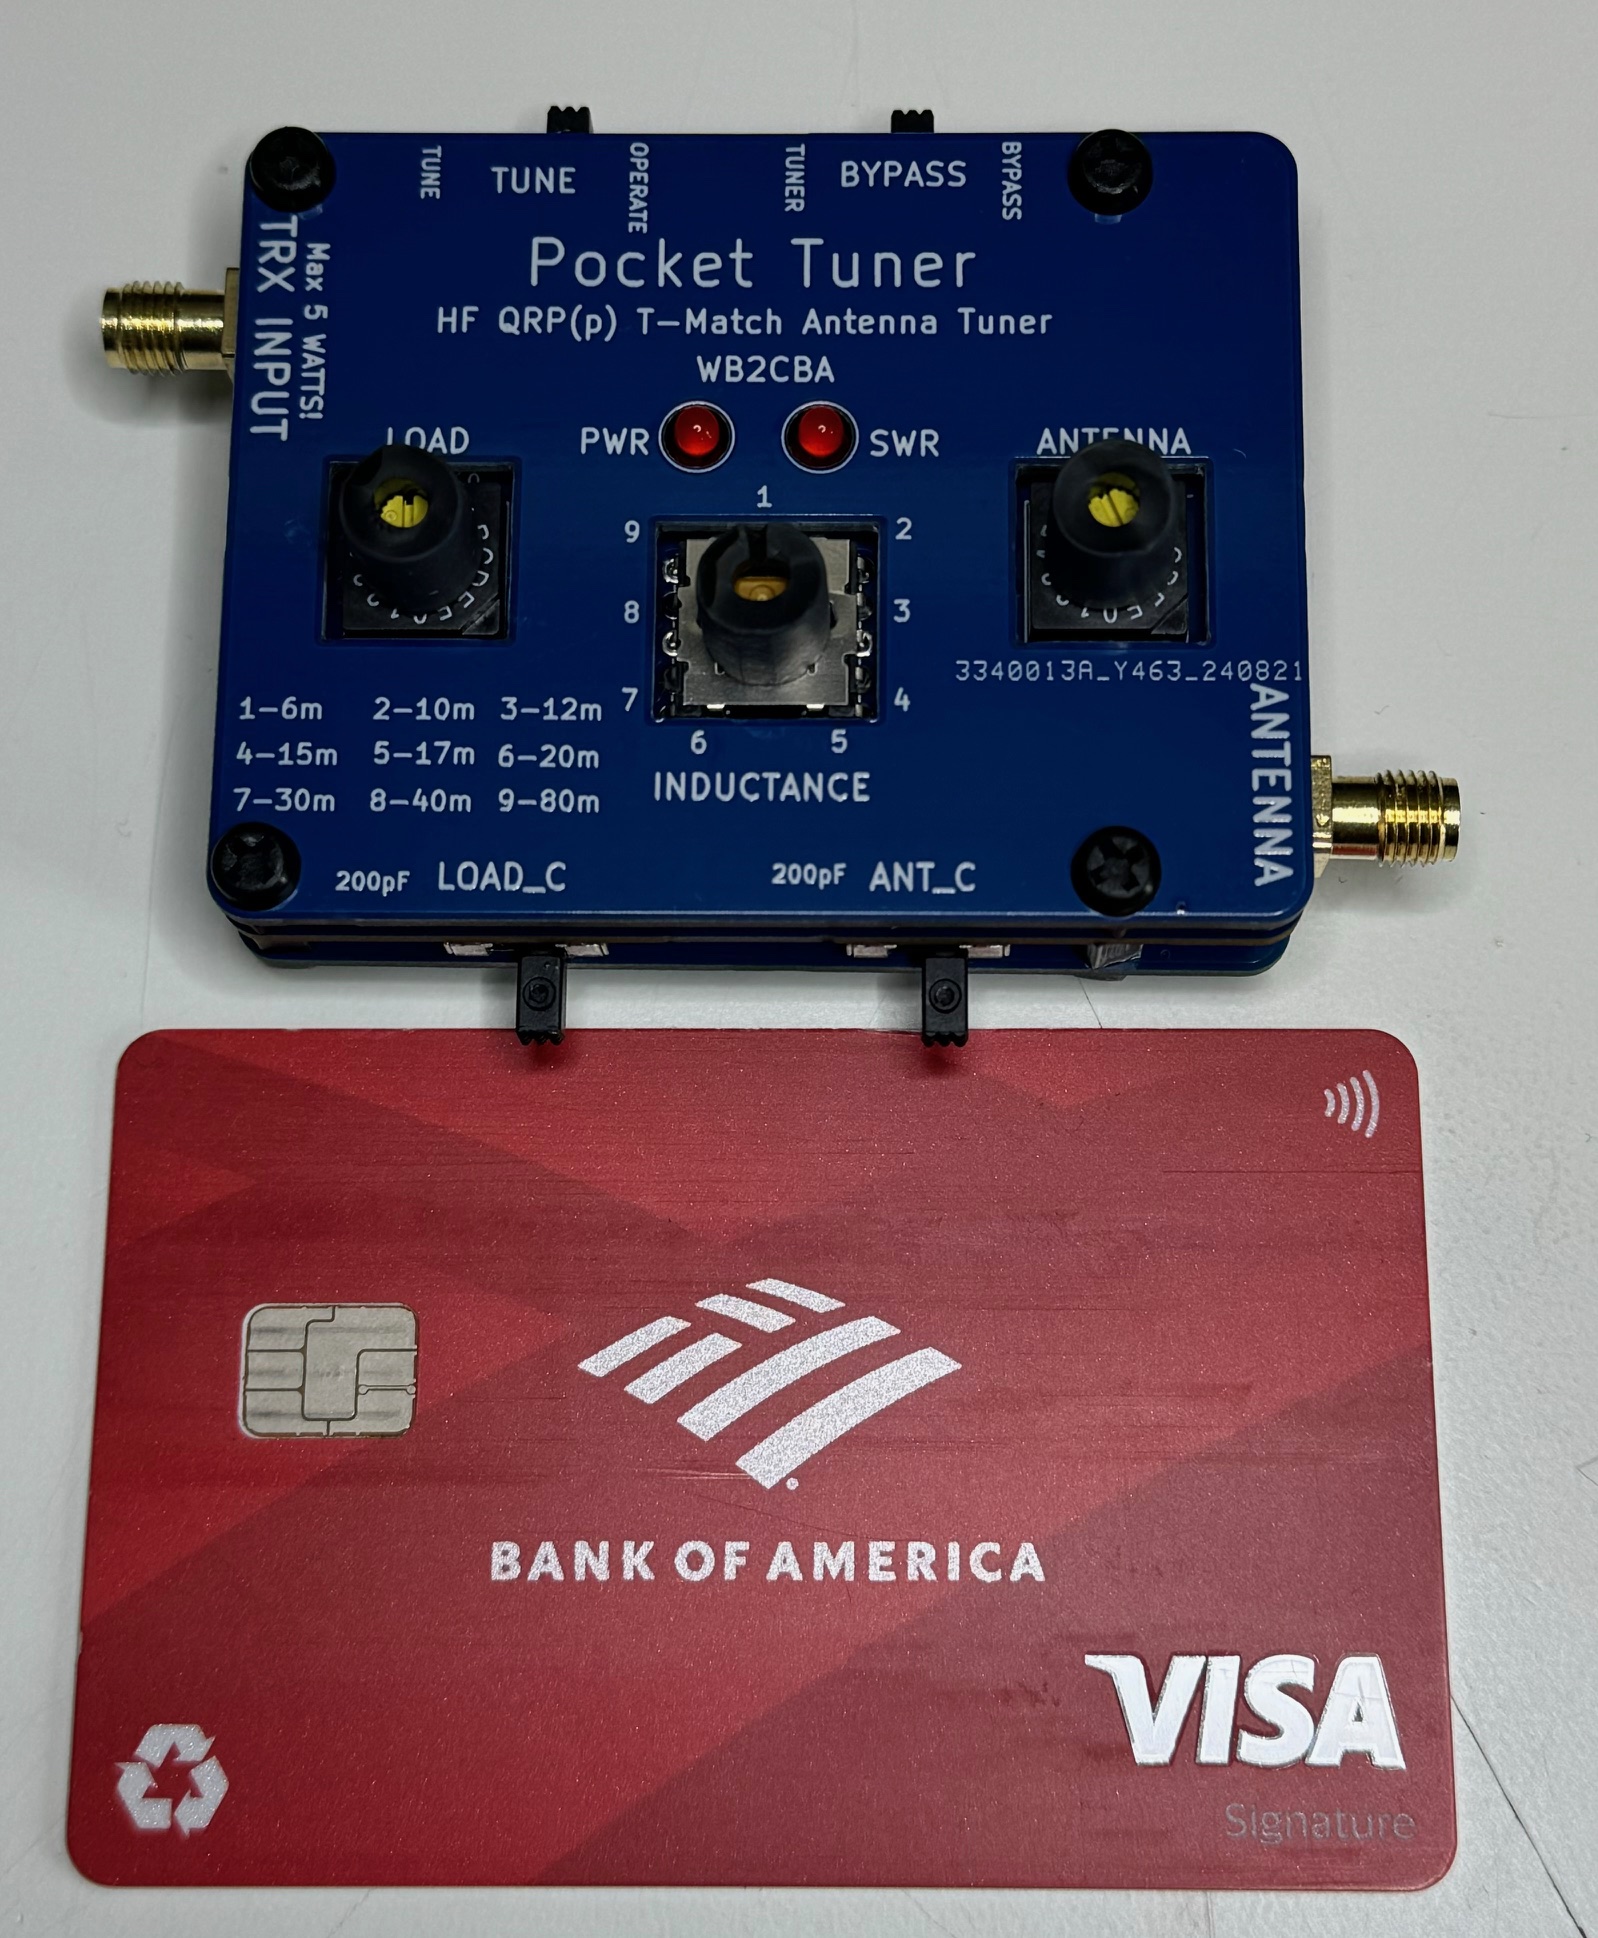 TUNE
TUNE
OPERATE
TUNER
BYPASS
BYPASS
Pocket Tuner
HF QRP(p) T-Match Antenna Tuner
WB2CBA
TRX INPUT
Max 5 WATTS!
LOAD
PWR
SWR
ANTENNA
1
9
2
8
3
7
4
6
5
INDUCTANCE
3340013A_Y463_240821
1-6m 2-10m 3-12m
4-15m 5-17m 6-20m
7-30m 8-40m 9-80m
ANTENNA
200pF LOAD_C
200pF ANT_C
BANK OF AMERICA
VISA
Signature